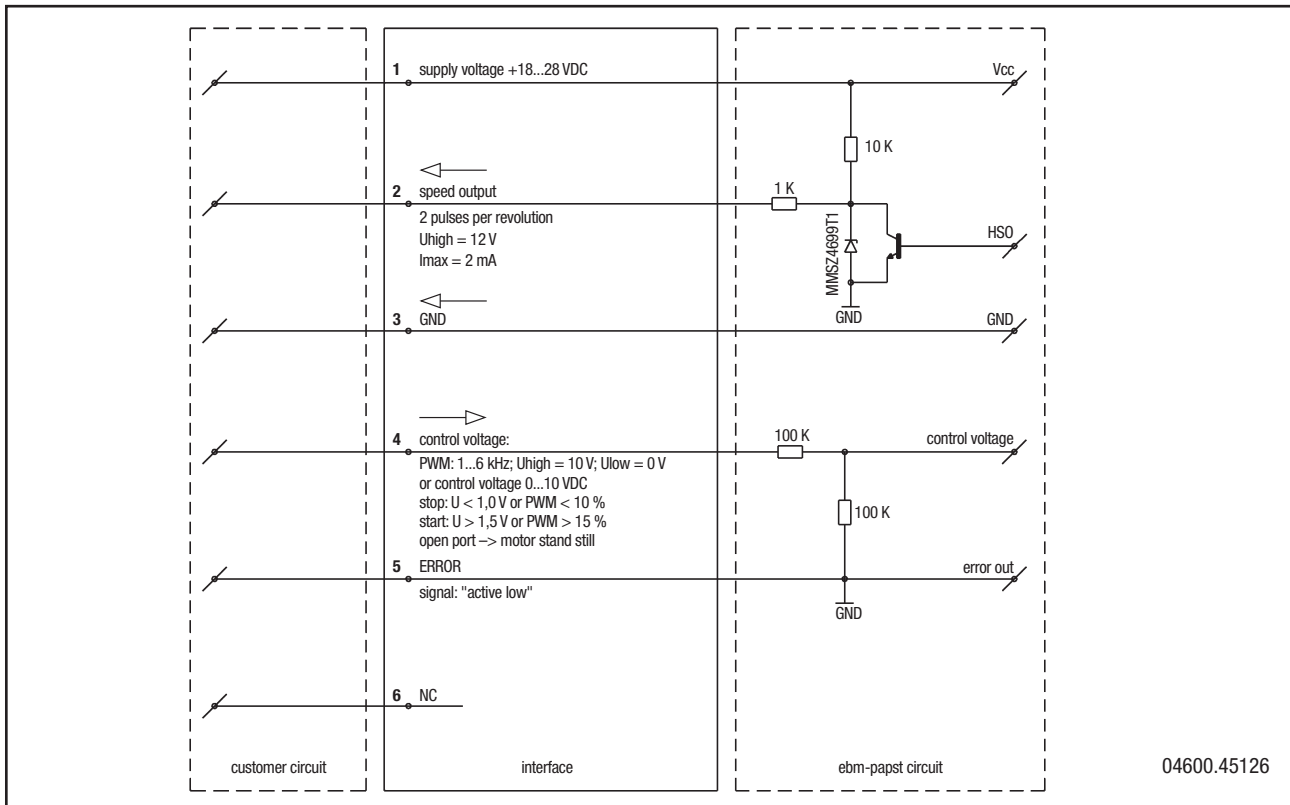 1 supply voltage +18...28 VDC
Vcc
10 K
2 speed output
1 K
2 pulses per revolution
Uhigh = 12 V
Imax = 2 mA
MMSZ4699T1
HSO
GND
3 GND
GND
4 control voltage:
100 K
control voltage
PWM: 1...6 kHz; Uhigh = 10 V; Ulow = 0 V
or control voltage 0...10 VDC
stop: U < 1,0 V or PWM < 10 %
start: U > 1,5 V or PWM > 15 %
open port –> motor stand still
100 K
5 ERROR
error out
signal: "active low"
GND
6 NC
customer circuit
interface
ebm-papst circuit
04600.45126